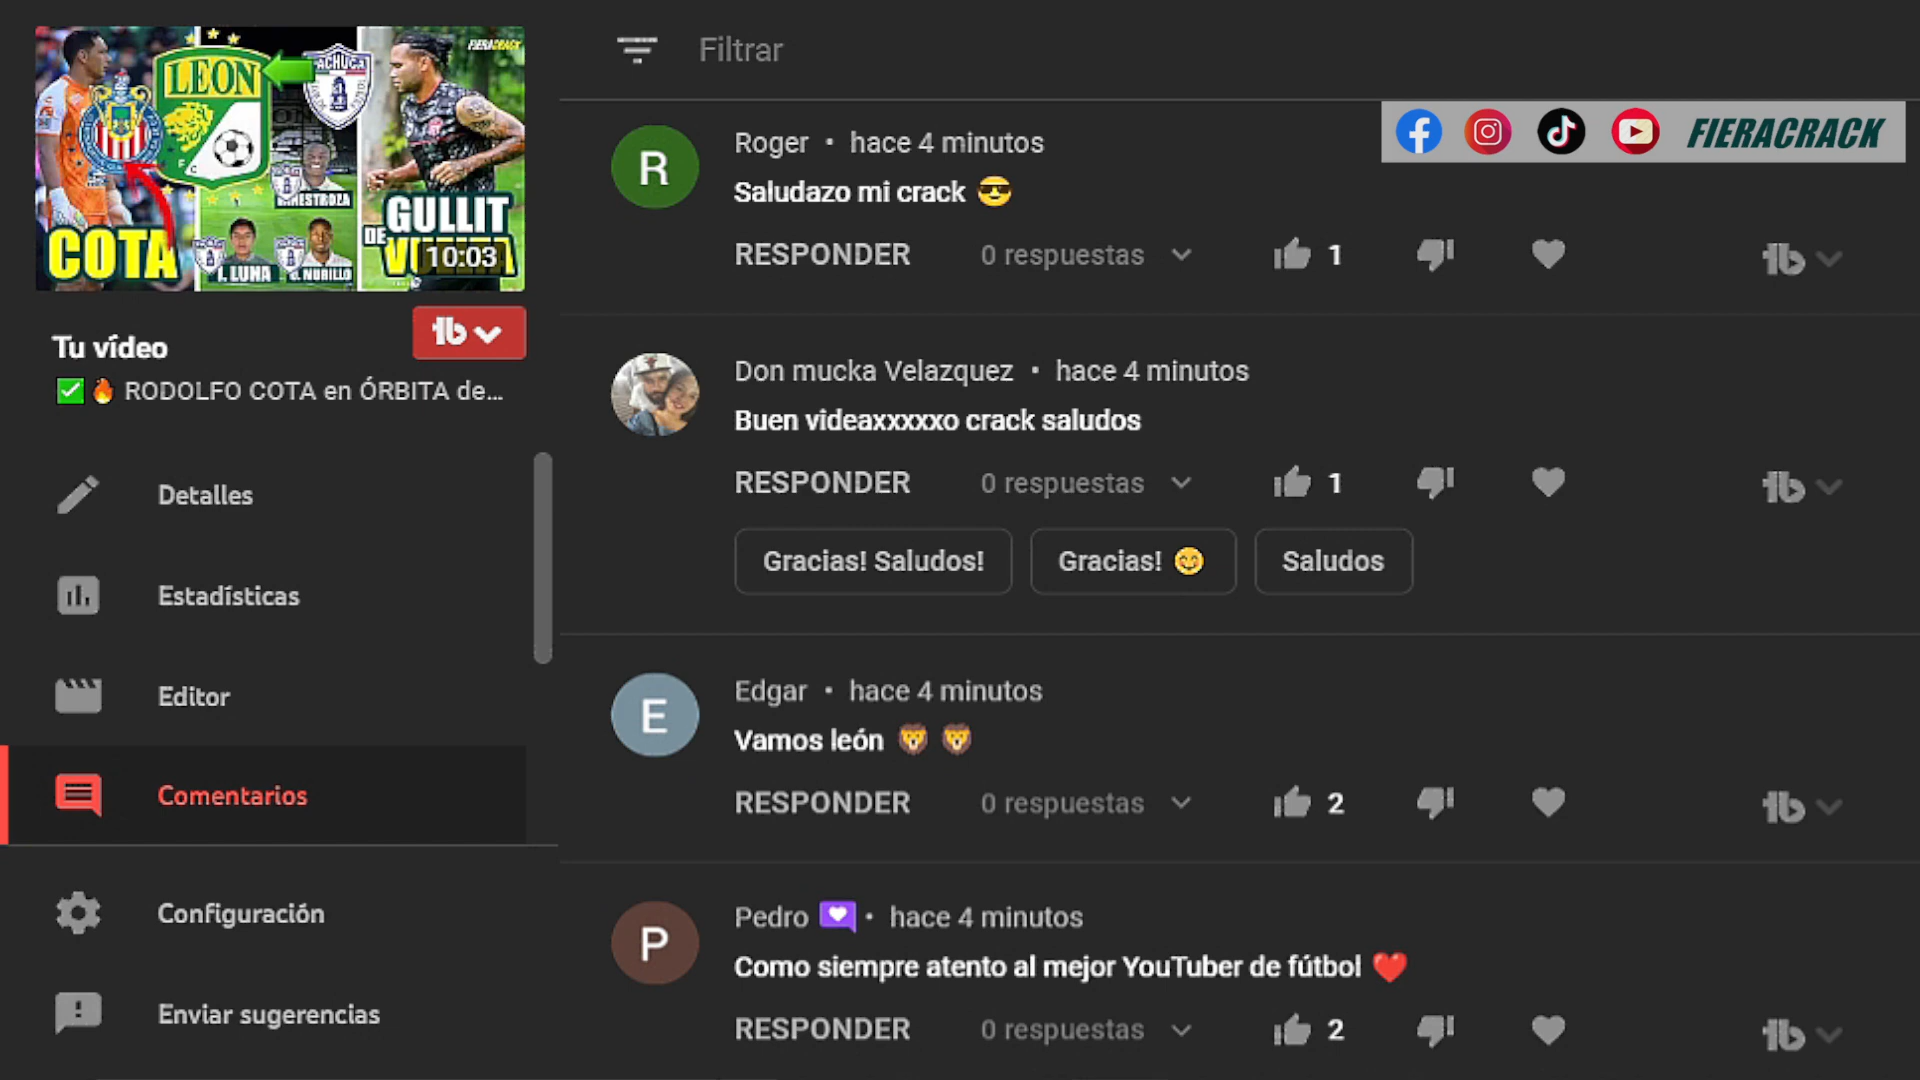 FIERACRACK
LEON
PACHUCA
COTA
HINESTROZA
I. LUNA
O. MURILLO
GULLIT
DE VUELTA
10:03
Tu vídeo
✅ 🔥 RODOLFO COTA en ÓRBITA de...
Detalles
Estadísticas
Editor
Comentarios
Configuración
Enviar sugerencias
Filtrar
FIERACRACK
R
Roger • hace 4 minutos
Saludazo mi crack 😎
RESPONDER 0 respuestas 1
Don mucka Velazquez • hace 4 minutos
Buen videaxxxxxo crack saludos
RESPONDER 0 respuestas 1
Gracias! Saludos! Gracias! 😊 Saludos
E
Edgar • hace 4 minutos
Vamos león 🦁 🦁
RESPONDER 0 respuestas 2
P
Pedro • hace 4 minutos
Como siempre atento al mejor YouTuber de fútbol ❤️
RESPONDER 0 respuestas 2